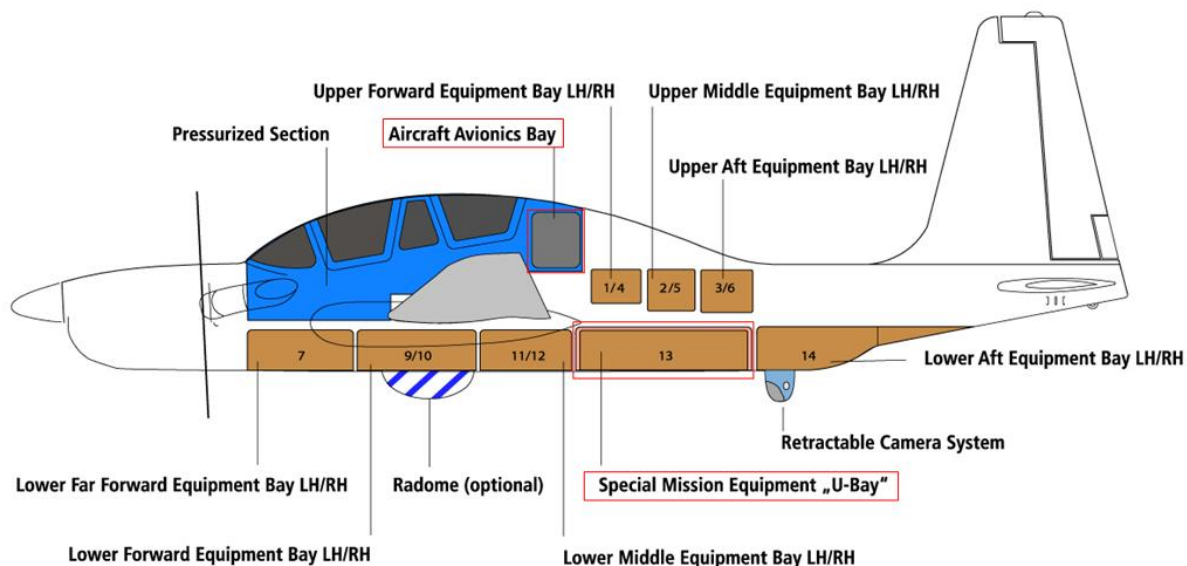 Upper Forward Equipment Bay LH/RH
Upper Middle Equipment Bay LH/RH
Pressurized Section
Aircraft Avionics Bay
Upper Aft Equipment Bay LH/RH
1/4
2/5
3/6
7
9/10
11/12
13
14
Lower Aft Equipment Bay LH/RH
Retractable Camera System
Lower Far Forward Equipment Bay LH/RH
Radome (optional)
Special Mission Equipment „U-Bay“
Lower Forward Equipment Bay LH/RH
Lower Middle Equipment Bay LH/RH